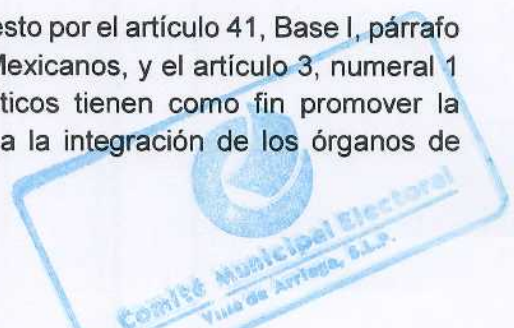 esto por el artículo 41, Base I, párrafo
Mexicanos, y el artículo 3, numeral 1
ticos tienen como fin promover la
a la integración de los órganos de
Comité Municipal Electoral
Villa de Arriaga, S.L.P.